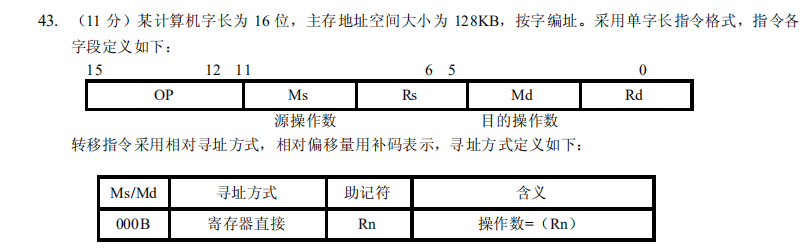 43. （11 分）某计算机字长为 16 位，主存地址空间大小为 128KB，按字编址。采用单字长指令格式，指令各
字段定义如下：
15 12 11 6 5 0
OP Ms Rs Md Rd
源操作数 目的操作数
转移指令采用相对寻址方式，相对偏移量用补码表示，寻址方式定义如下：
Ms/Md 寻址方式 助记符 含义
000B 寄存器直接 Rn 操作数=（Rn）